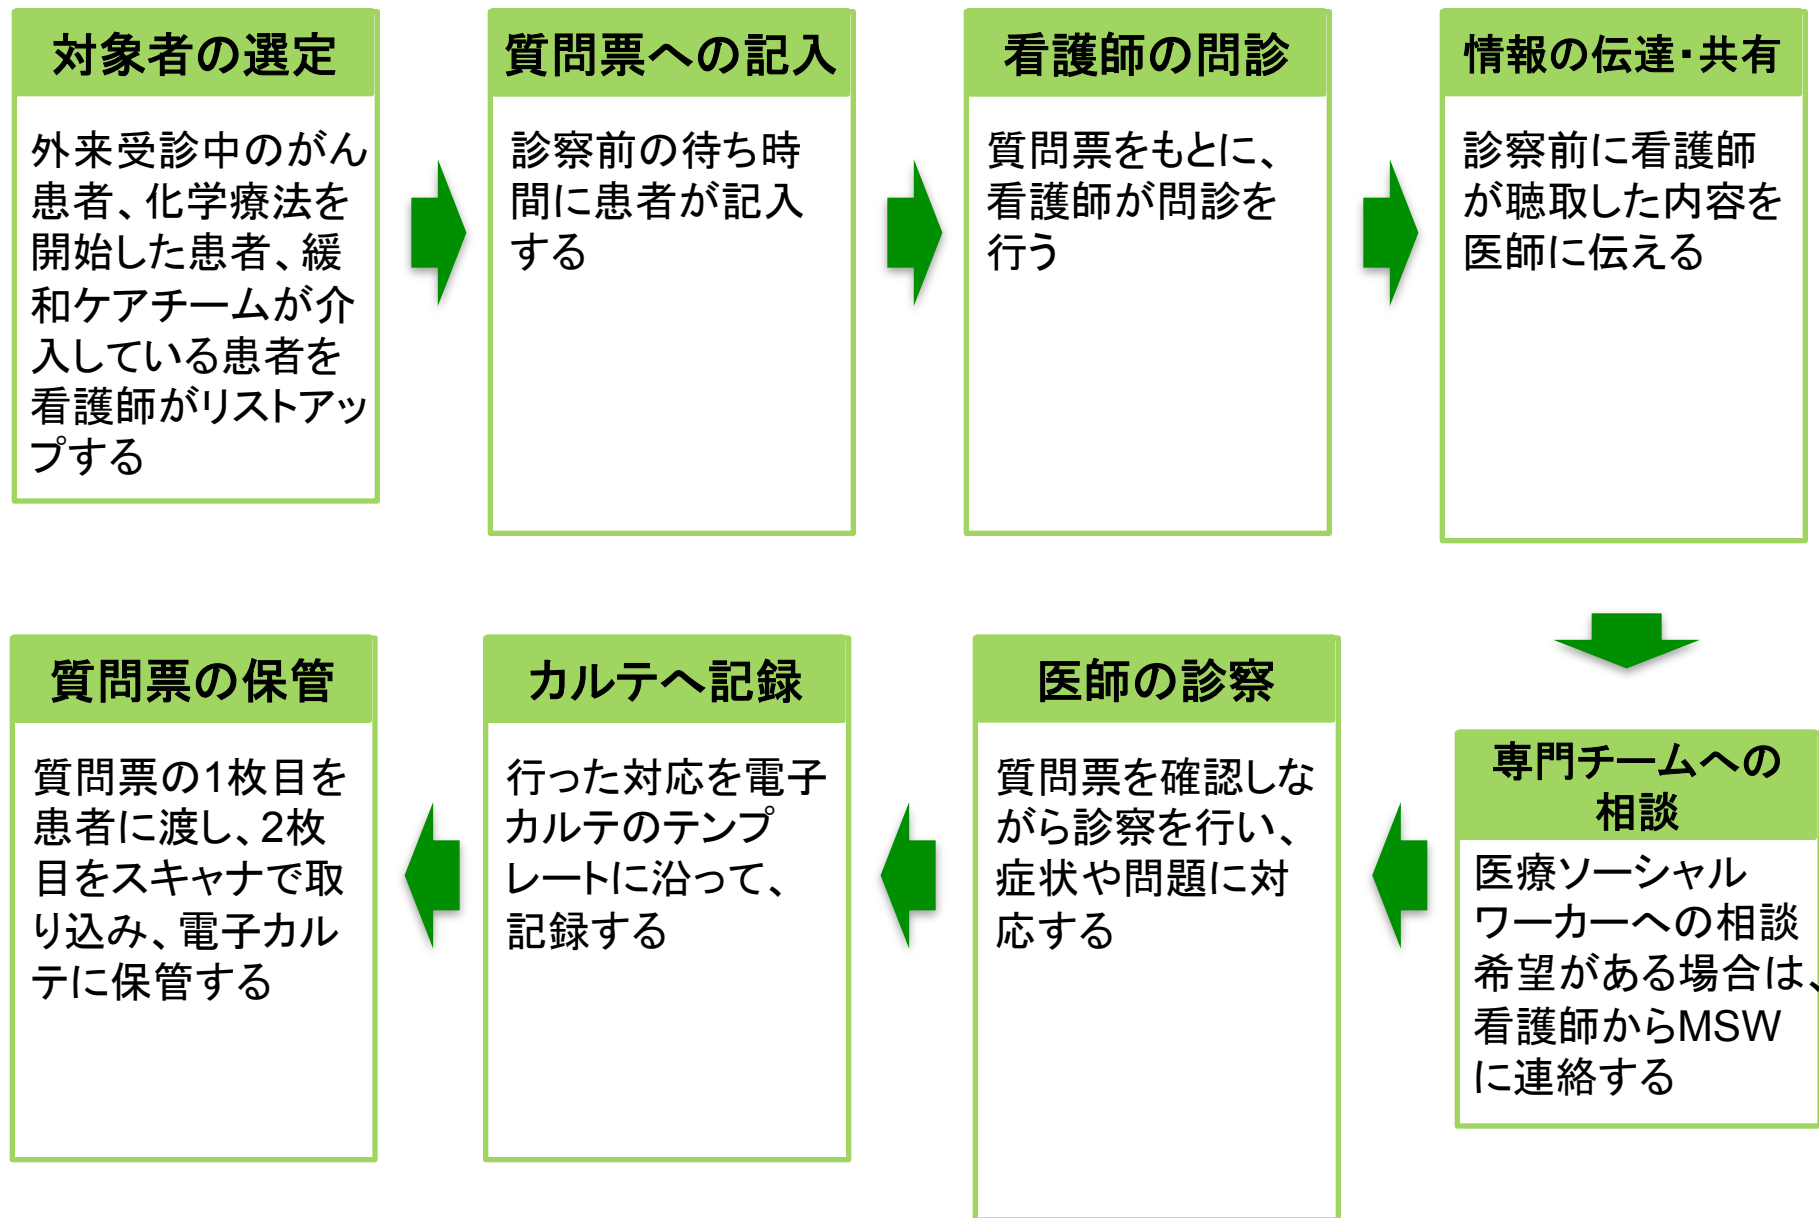 対象者の選定
外来受診中のがん
患者、化学療法を
開始した患者、緩
和ケアチームが介
入している患者を
看護師がリストアッ
プする
質問票への記入
診察前の待ち時
間に患者が記入
する
看護師の問診
質問票をもとに、
看護師が問診を
行う
情報の伝達・共有
診察前に看護師
が聴取した内容を
医師に伝える
専門チームへの
相談
医療ソーシャル
ワーカーへの相談
希望がある場合は、
看護師からMSW
に連絡する
医師の診察
質問票を確認しな
がら診察を行い、
症状や問題に対
応する
カルテへ記録
行った対応を電子
カルテのテンプ
レートに沿って、
記録する
質問票の保管
質問票の1枚目を
患者に渡し、2枚
目をスキャナで取
り込み、電子カル
テに保管する